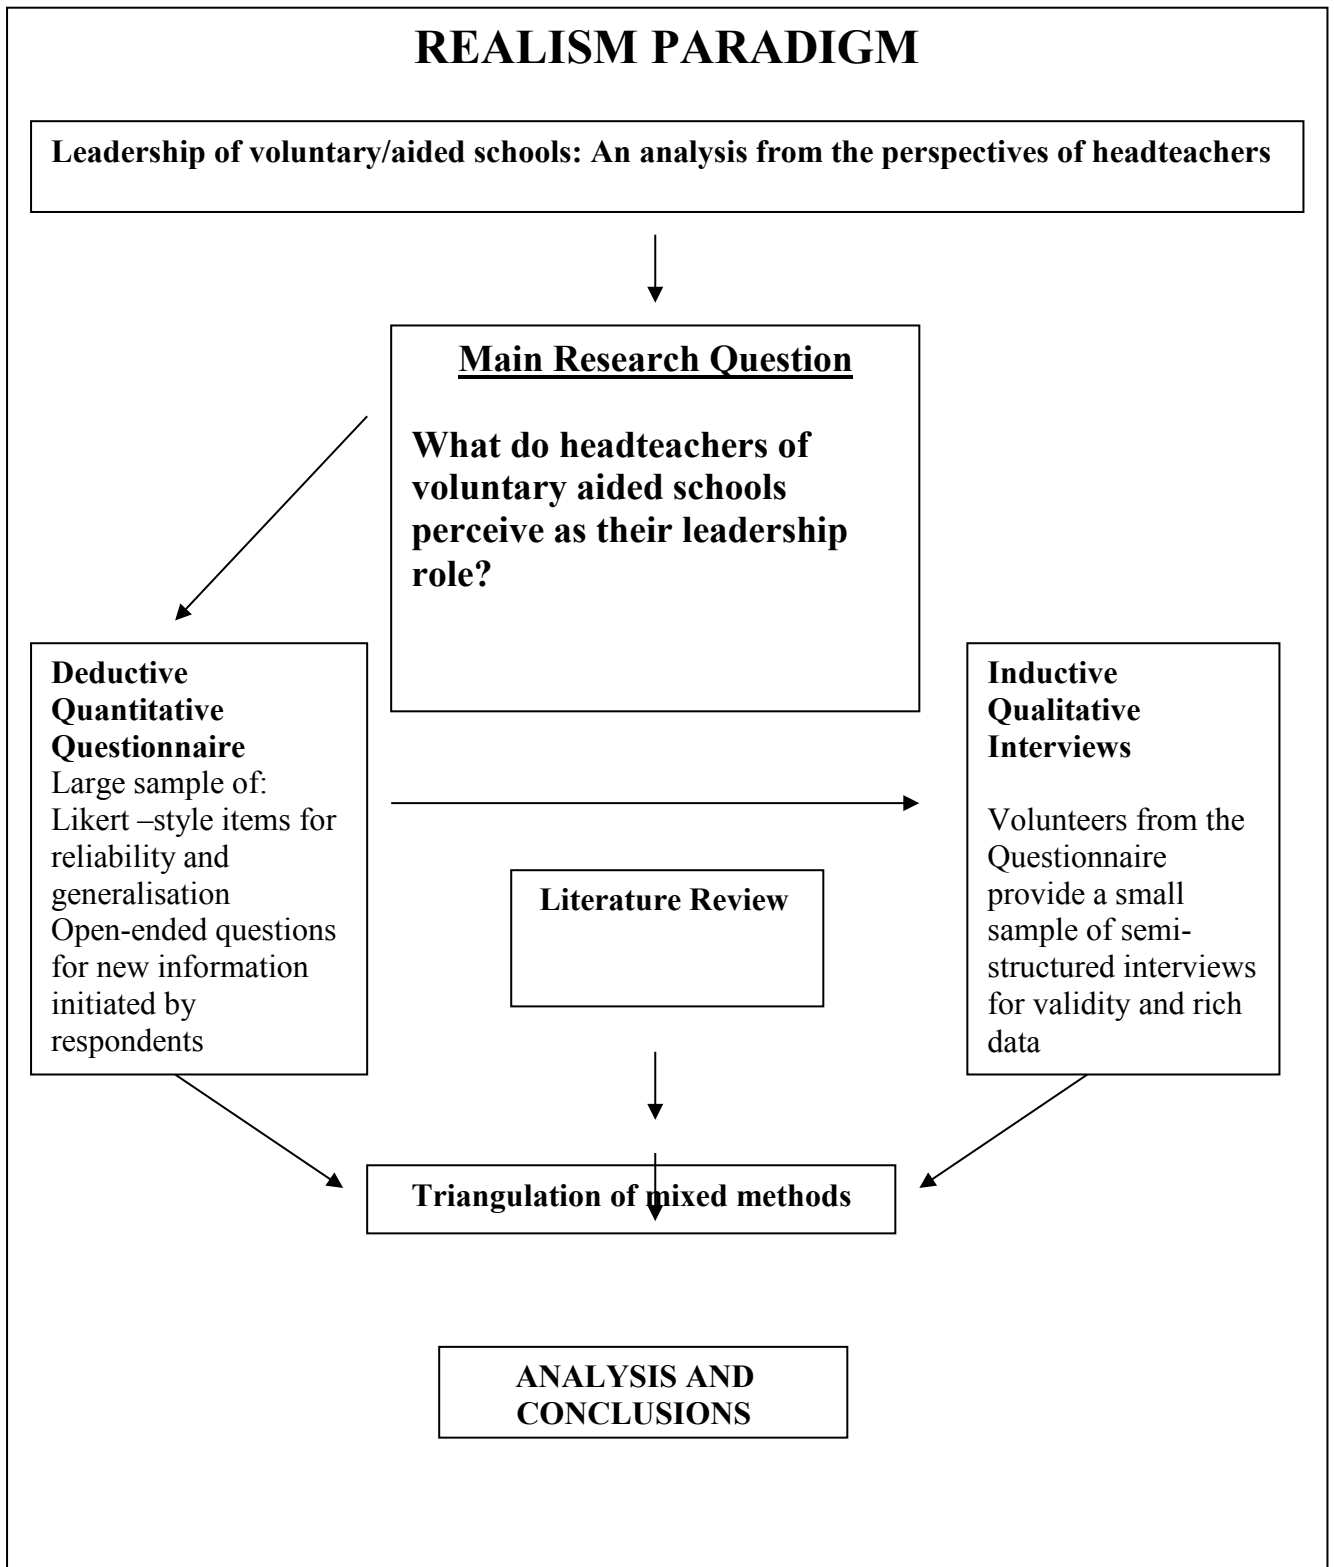 REALISM PARADIGM
Leadership of voluntary/aided schools: An analysis from the perspectives of headteachers
Main Research Question
What do headteachers of
voluntary aided schools
perceive as their leadership
role?
Deductive
Quantitative
Questionnaire
Large sample of:
Likert –style items for
reliability and
generalisation
Open-ended questions
for new information
initiated by
respondents
Inductive
Qualitative
Interviews
Volunteers from the
Questionnaire
provide a small
sample of semi-
structured interviews
for validity and rich
data
Literature Review
Triangulation of mixed methods
ANALYSIS AND
CONCLUSIONS